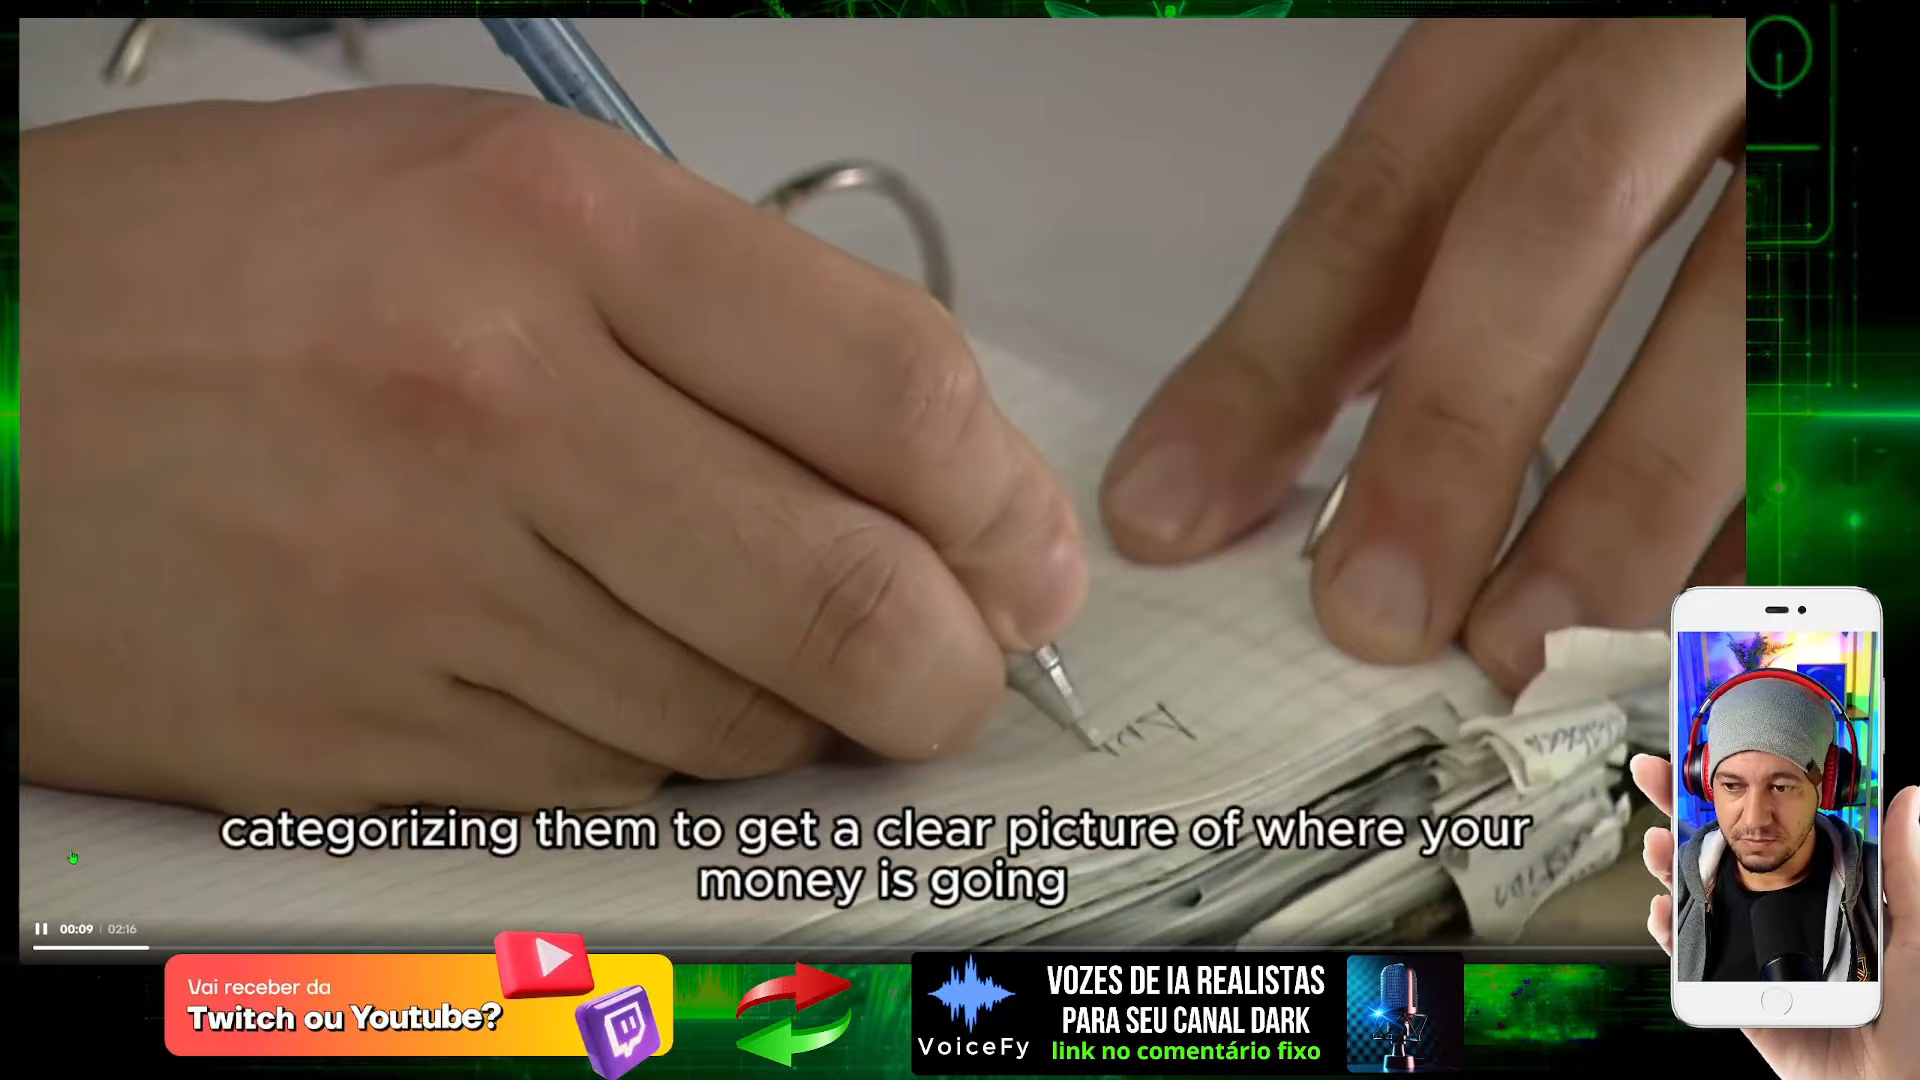 categorizing them to get a clear picture of where your
money is going
00:09 | 02:16
Vai receber da
Twitch ou Youtube?
VoiceFy
VOZES DE IA REALISTAS
PARA SEU CANAL DARK
link no comentário fixo